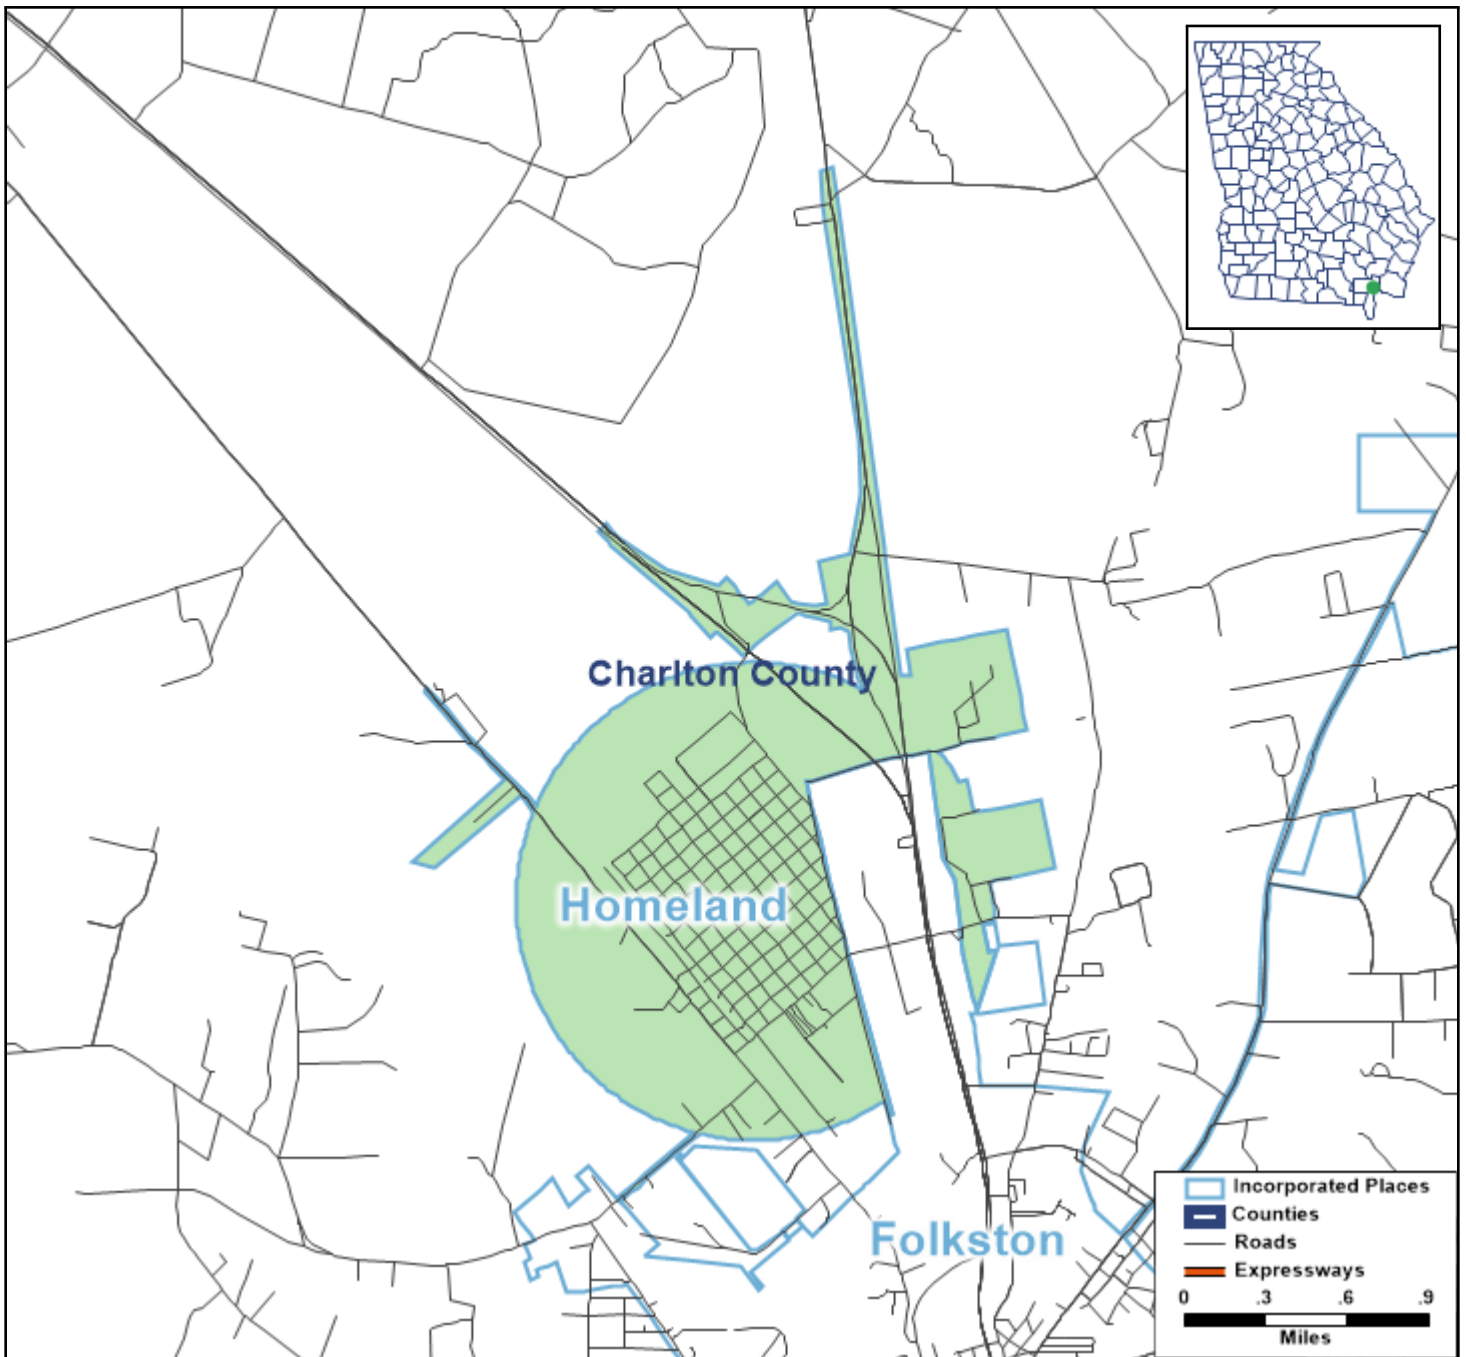 Charlton County
Homeland
Folkston
Incorporated Places
Counties
Roads
Expressways
0 .3 .6 .9
Miles